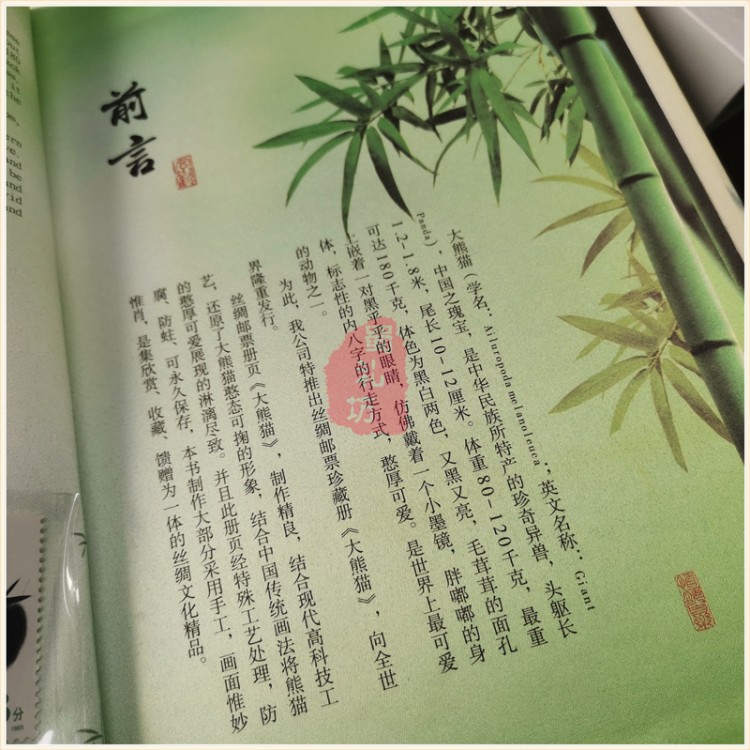 前言
大熊猫（学名：Ailuropoda melanoleuca，；英文名称：Giant
Panda），中国之瑰宝，是中华民族所特产的珍奇异兽，头躯长
1.2-1.8米，尾长10-12厘米。体重80-120千克，最重
可达180千克，体色为黑白两色，又黑又亮，毛茸茸的面孔
上嵌着一对黑乎乎的眼睛，仿佛戴着一个小墨镜，胖嘟嘟的身
体，标志性的内八字的行走方式，憨厚可爱。是世界上最可爱
的动物之一。
为此，我公司特推出丝绸邮票珍藏册《大熊猫》，向全世
界隆重发行。
丝绸邮票册页《大熊猫》，制作精良，结合现代高科技工
艺，还原了大熊猫憨态可掬的形象，结合中国传统画法将熊猫
的憨厚可爱展现的淋漓尽致。并且此册页经特殊工艺处理，防
腐、防蛀、可永久保存，本书制作大部分采用手工，画面惟妙
惟肖，是集欣赏、收藏、馈赠为一体的丝绸文化精品。
分